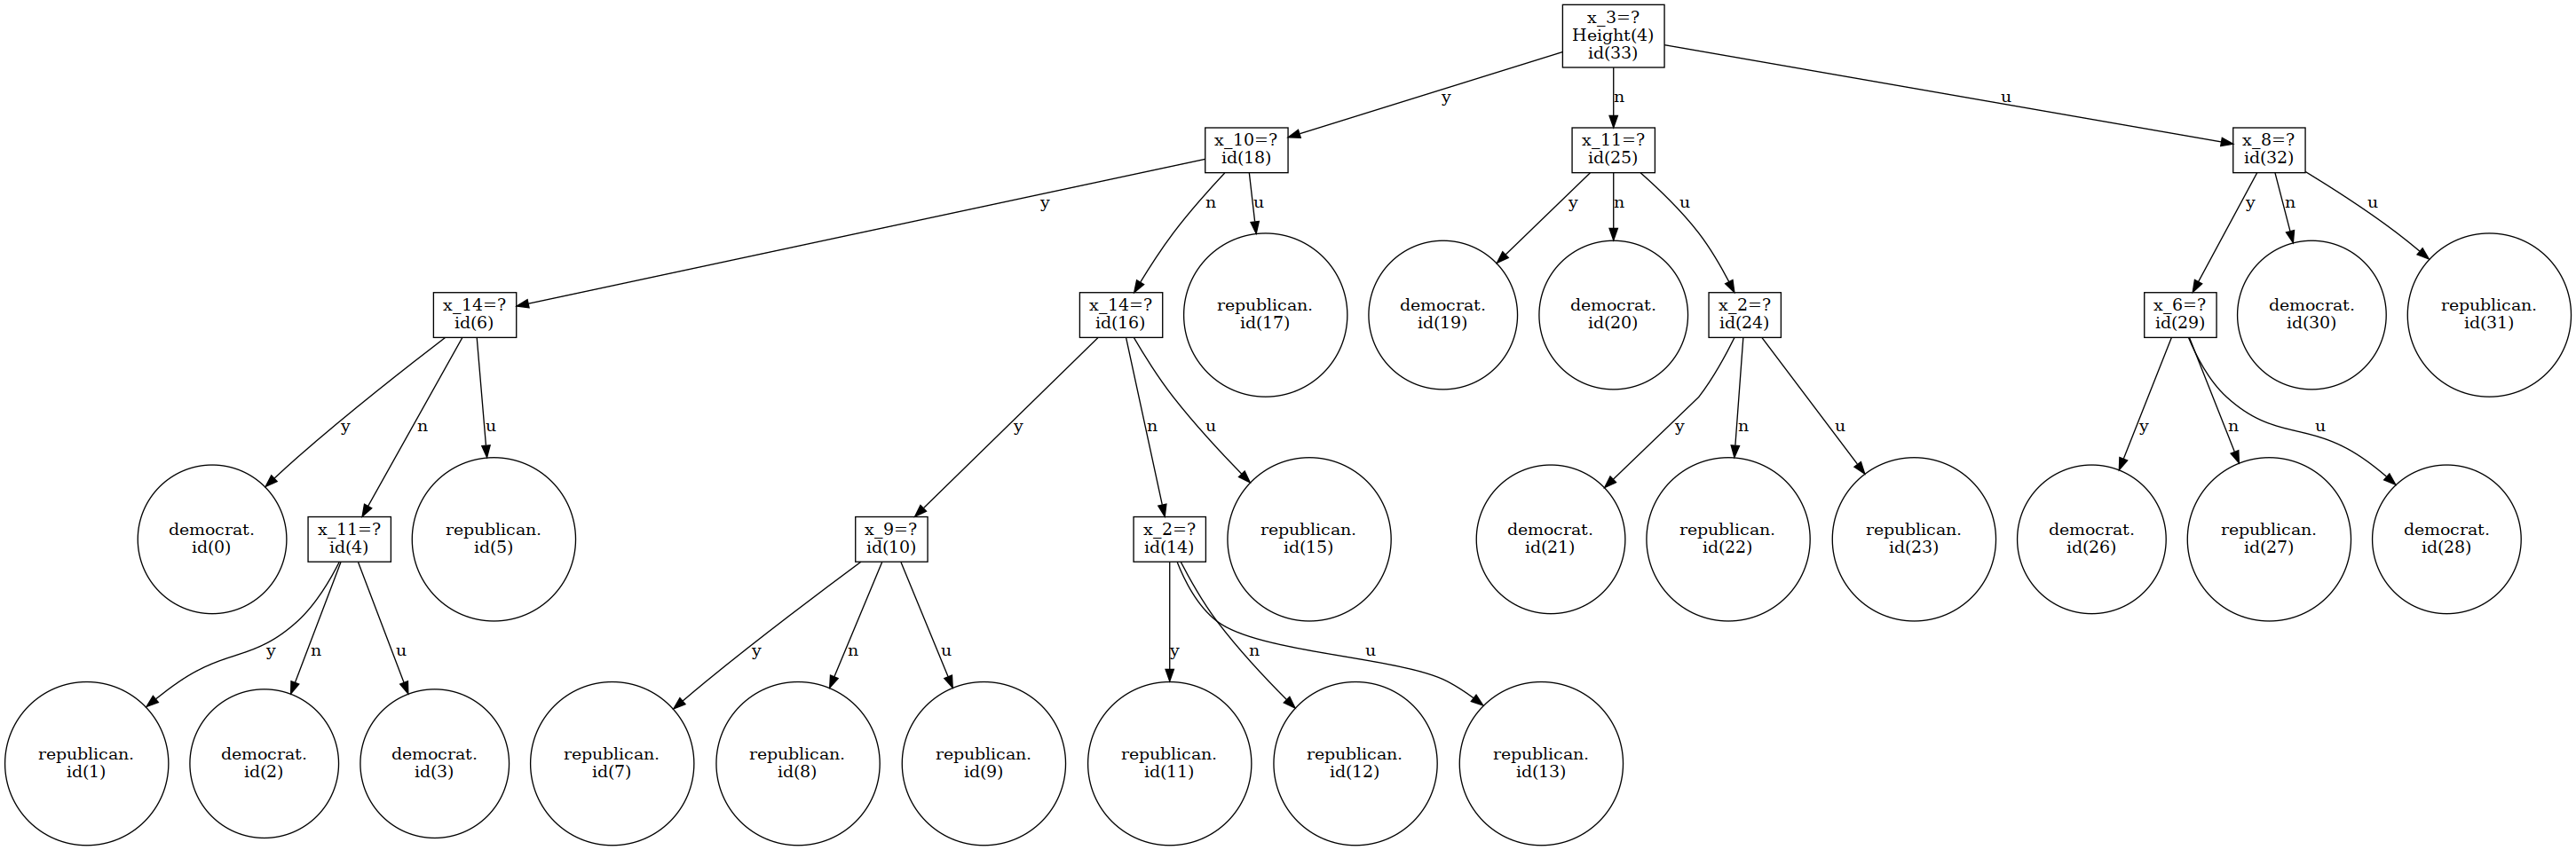 x_3=?
Height(4)
id(33)
y
n
u
x_10=?
id(18)
x_11=?
id(25)
x_8=?
id(32)
y
n
u
y
n
u
y
n
u
x_14=?
id(6)
x_14=?
id(16)
republican.
id(17)
democrat.
id(19)
democrat.
id(20)
x_2=?
id(24)
x_6=?
id(29)
democrat.
id(30)
republican.
id(31)
y
n
u
y
n
u
y
n
u
y
n
u
democrat.
id(0)
x_11=?
id(4)
republican.
id(5)
x_9=?
id(10)
x_2=?
id(14)
republican.
id(15)
democrat.
id(21)
republican.
id(22)
republican.
id(23)
democrat.
id(26)
republican.
id(27)
democrat.
id(28)
y
n
u
y
n
u
y
n
u
republican.
id(1)
democrat.
id(2)
democrat.
id(3)
republican.
id(7)
republican.
id(8)
republican.
id(9)
republican.
id(11)
republican.
id(12)
republican.
id(13)